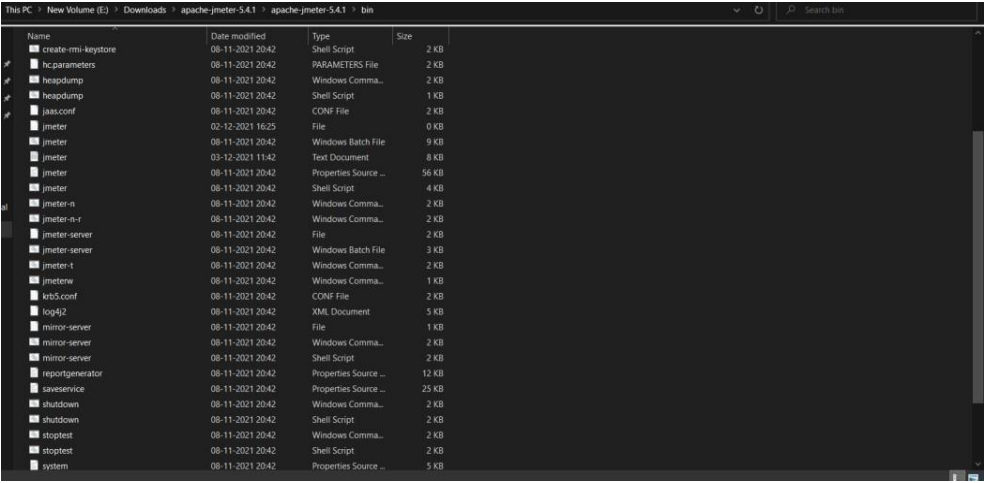 This PC > New Volume (E:) > Downloads > apache-jmeter-5.4.1 > apache-jmeter-5.4.1 > bin Search bin
Name Date modified Type Size
create-rmi-keystore 08-11-2021 20:42 Shell Script 2 KB
hc.parameters 08-11-2021 20:42 PARAMETERS File 2 KB
heapdump 08-11-2021 20:42 Windows Comma... 2 KB
heapdump 08-11-2021 20:42 Shell Script 1 KB
jaas.conf 08-11-2021 20:42 CONF File 2 KB
jmeter 02-12-2021 16:25 File 0 KB
jmeter 08-11-2021 20:42 Windows Batch File 9 KB
jmeter 03-12-2021 11:42 Text Document 8 KB
jmeter 08-11-2021 20:42 Properties Source ... 56 KB
jmeter 08-11-2021 20:42 Shell Script 4 KB
jmeter-n 08-11-2021 20:42 Windows Comma... 2 KB
al
jmeter-n-r 08-11-2021 20:42 Windows Comma... 2 KB
jmeter-server 08-11-2021 20:42 File 2 KB
jmeter-server 08-11-2021 20:42 Windows Batch File 3 KB
jmeter-t 08-11-2021 20:42 Windows Comma... 2 KB
jmeterw 08-11-2021 20:42 Windows Comma... 1 KB
krb5.conf 08-11-2021 20:42 CONF File 2 KB
log4j2 08-11-2021 20:42 XML Document 5 KB
mirror-server 08-11-2021 20:42 File 1 KB
mirror-server 08-11-2021 20:42 Windows Comma... 2 KB
mirror-server 08-11-2021 20:42 Shell Script 2 KB
reportgenerator 08-11-2021 20:42 Properties Source ... 12 KB
saveservice 08-11-2021 20:42 Properties Source ... 25 KB
shutdown 08-11-2021 20:42 Windows Comma... 2 KB
shutdown 08-11-2021 20:42 Shell Script 2 KB
stoptest 08-11-2021 20:42 Windows Comma... 2 KB
stoptest 08-11-2021 20:42 Shell Script 2 KB
system 08-11-2021 20:42 Properties Source ... 5 KB